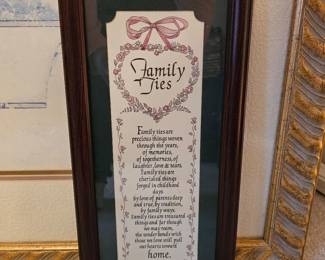 Family
Ties
Family ties are
precious things woven
through the years,
of memories,
of togetherness, of
laughter, love & tears.
Family ties are
cherished things
forged in childhood
days
by love of parents deep
and true, by tradition,
by family ways.
Family ties are treasured
things and far though
we may roam,
the tender bonds with
those we love still pull
our hearts toward
home.